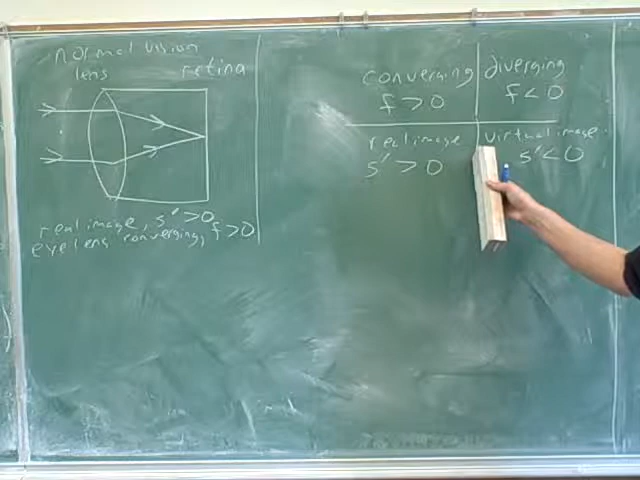 normal vision
lens retina
real image, s' > 0
eye lens converging, f > 0
converging diverging
f > 0 f < 0
real image virtual image
s' > 0 s' < 0